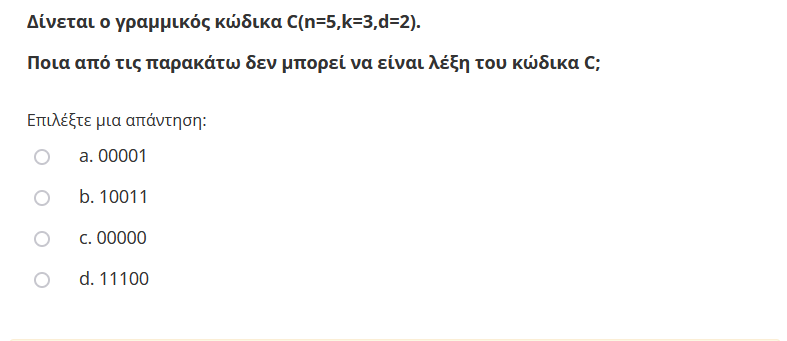 Δίνεται ο γραμμικός κώδικα C(n=5,k=3,d=2).
Ποια από τις παρακάτω δεν μπορεί να είναι λέξη του κώδικα C;
Επιλέξτε μια απάντηση:
a. 00001
b. 10011
c. 00000
d. 11100